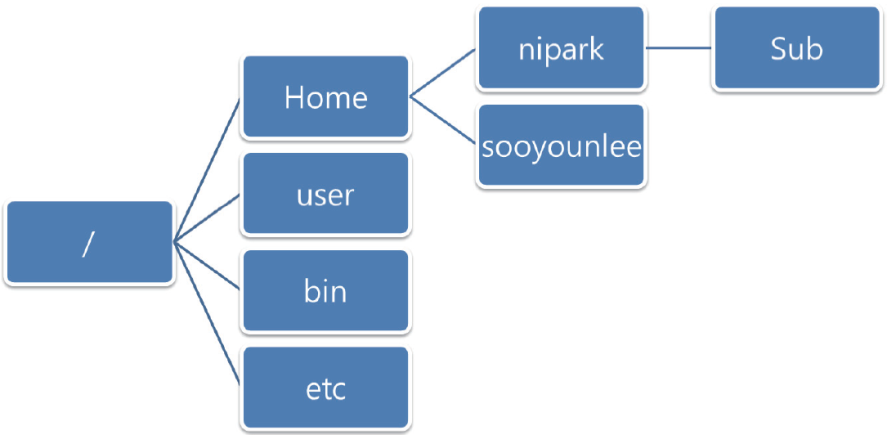 /
Home
user
bin
etc
nipark
sooyounlee
Sub